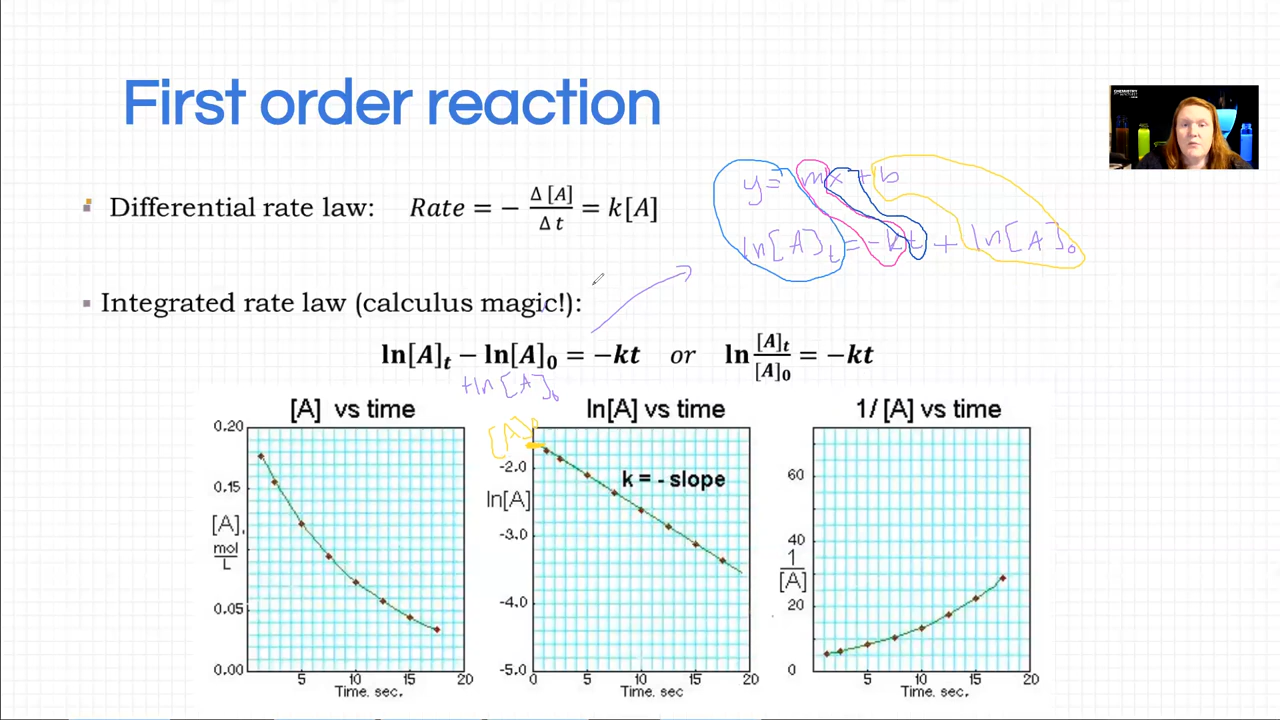 First order reaction
CHEMISTRY
Differential rate law: Rate = − Δ [A] / Δ t = k[A]
y = mx + b
ln[A]t = -kt + ln[A]0
Integrated rate law (calculus magic!):
ln[A]t − ln[A]0 = −kt or ln [A]t / [A]0 = −kt
+ln[A]0
[A] vs time
0.20
0.15
[A],
mol
L
0.05
0.00
5 10 15 20
Time. sec.
ln[A] vs time
[A]0
-2.0
k = - slope
ln[A]
-3.0
-4.0
-5.0
0 5 10 15 20
Time. sec
1/ [A] vs time
60
40
1
[A]
20
0
5 10 15 20
Time. sec.